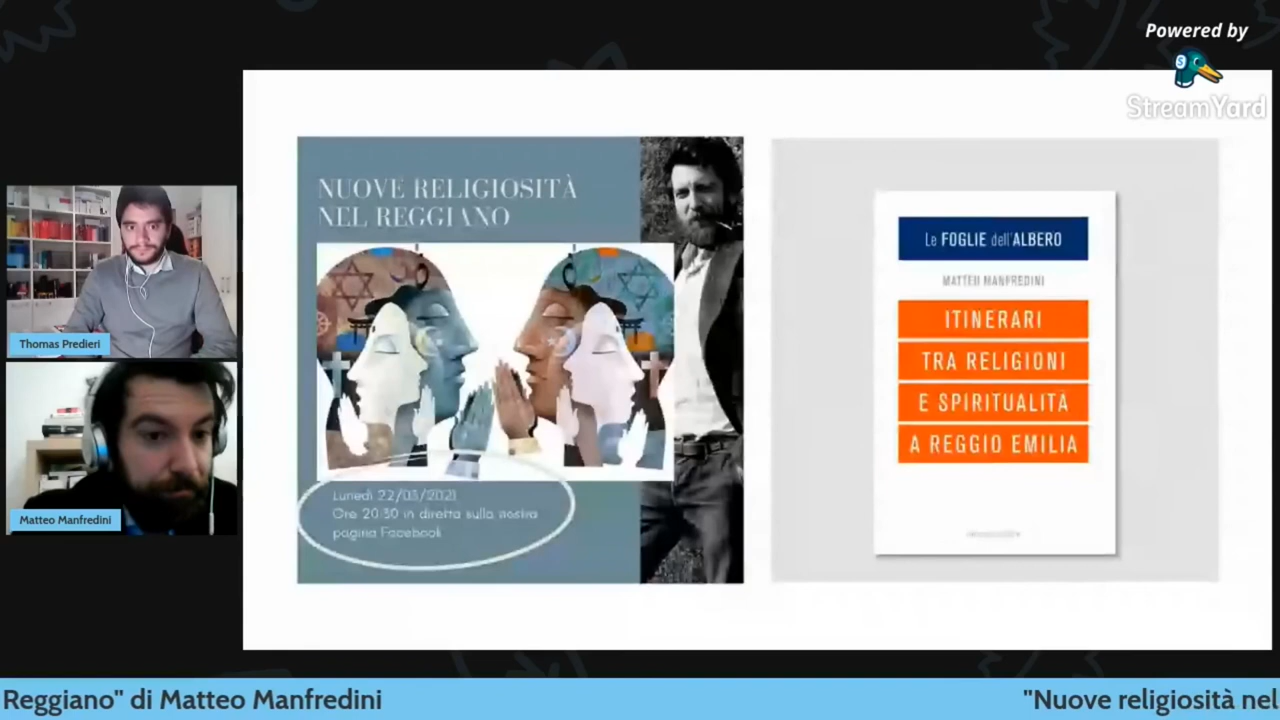 Powered by
StreamYard
Thomas Predieri
Matteo Manfredini
NUOVE RELIGIOSITÀ
NEL REGGIANO
Lunedì 22/03/2021
Ore 20:30 in diretta sulla nostra
pagina Facebook
Le FOGLIE dell'ALBERO
MATTEO MANFREDINI
ITINERARI
TRA RELIGIONI
E SPIRITUALITÀ
A REGGIO EMILIA
Reggiano" di Matteo Manfredini
"Nuove religiosità nel